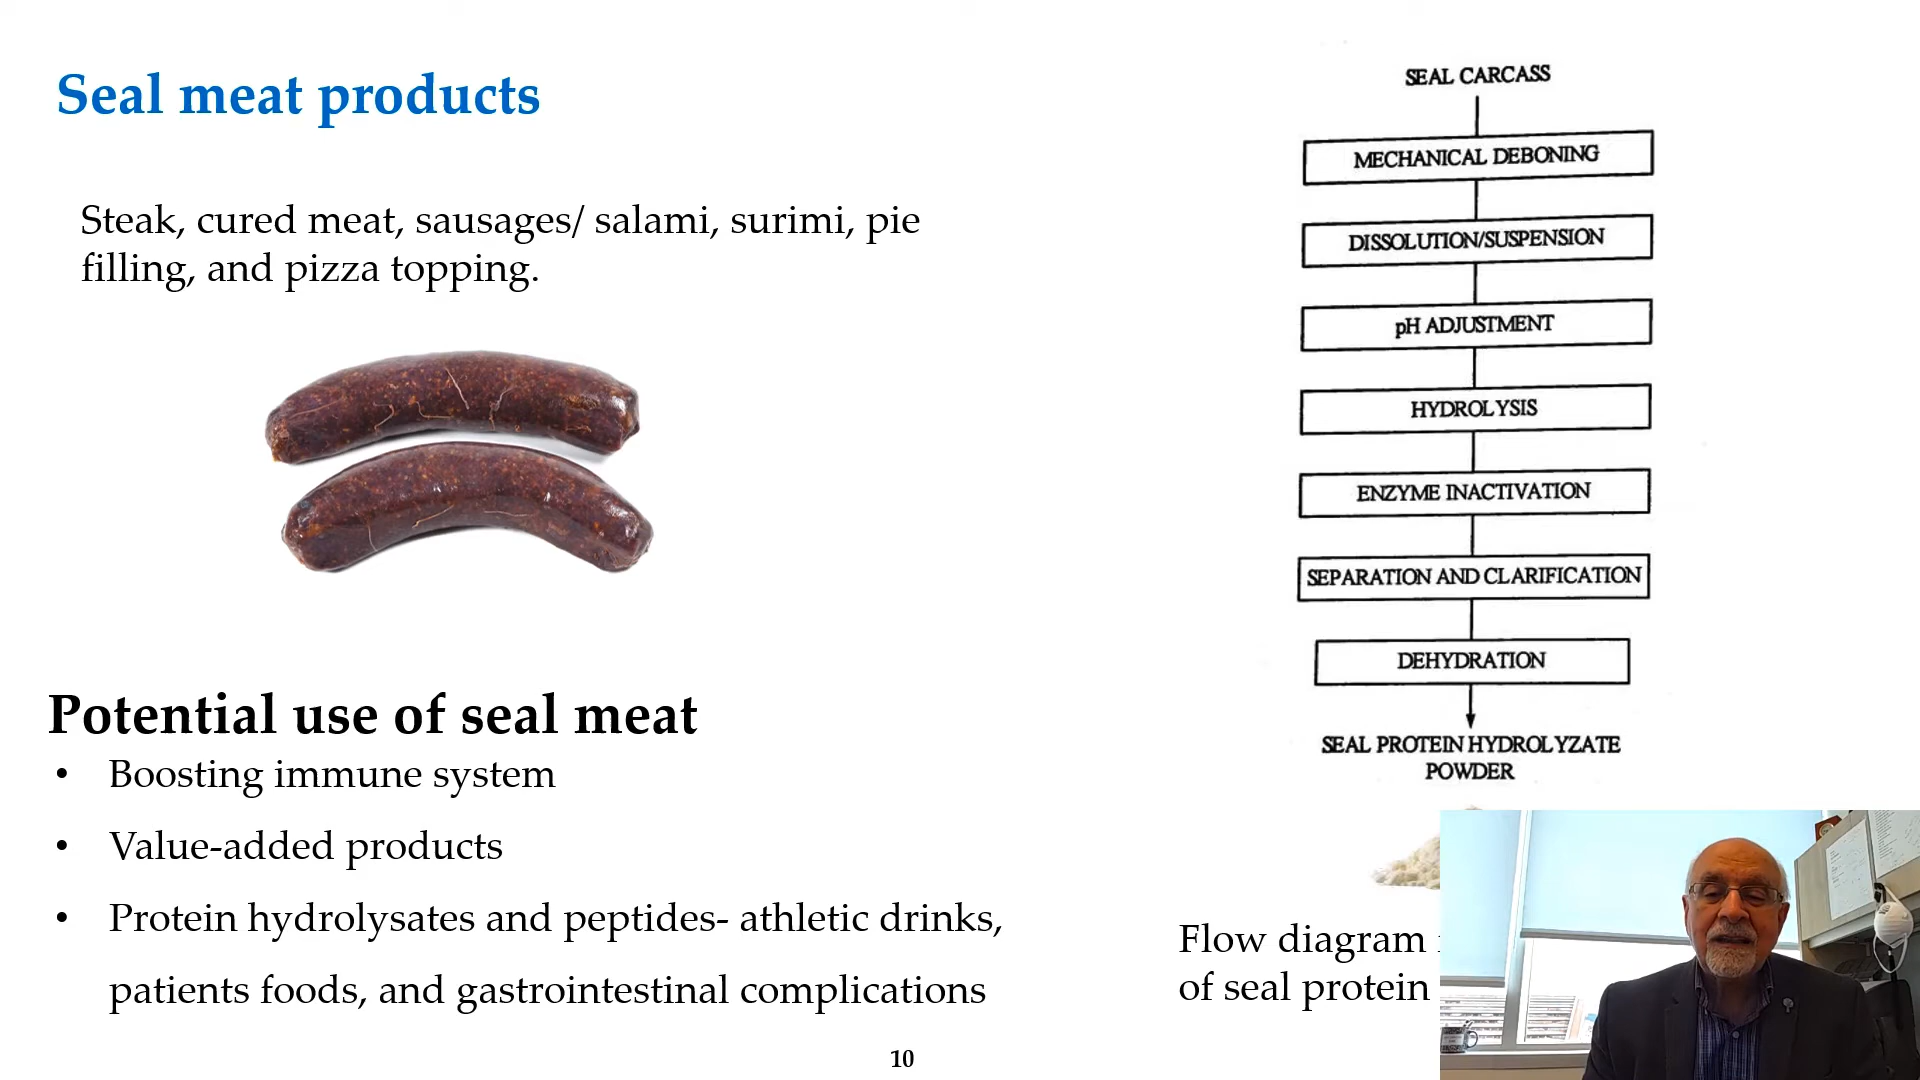 Seal meat products
Steak, cured meat, sausages/ salami, surimi, pie
filling, and pizza topping.
Potential use of seal meat
• Boosting immune system
• Value-added products
• Protein hydrolysates and peptides- athletic drinks,
patients foods, and gastrointestinal complications
SEAL CARCASS
MECHANICAL DEBONING
DISSOLUTION/SUSPENSION
pH ADJUSTMENT
HYDROLYSIS
ENZYME INACTIVATION
SEPARATION AND CLARIFICATION
DEHYDRATION
SEAL PROTEIN HYDROLYZATE
POWDER
Flow diagram
of seal protein
10